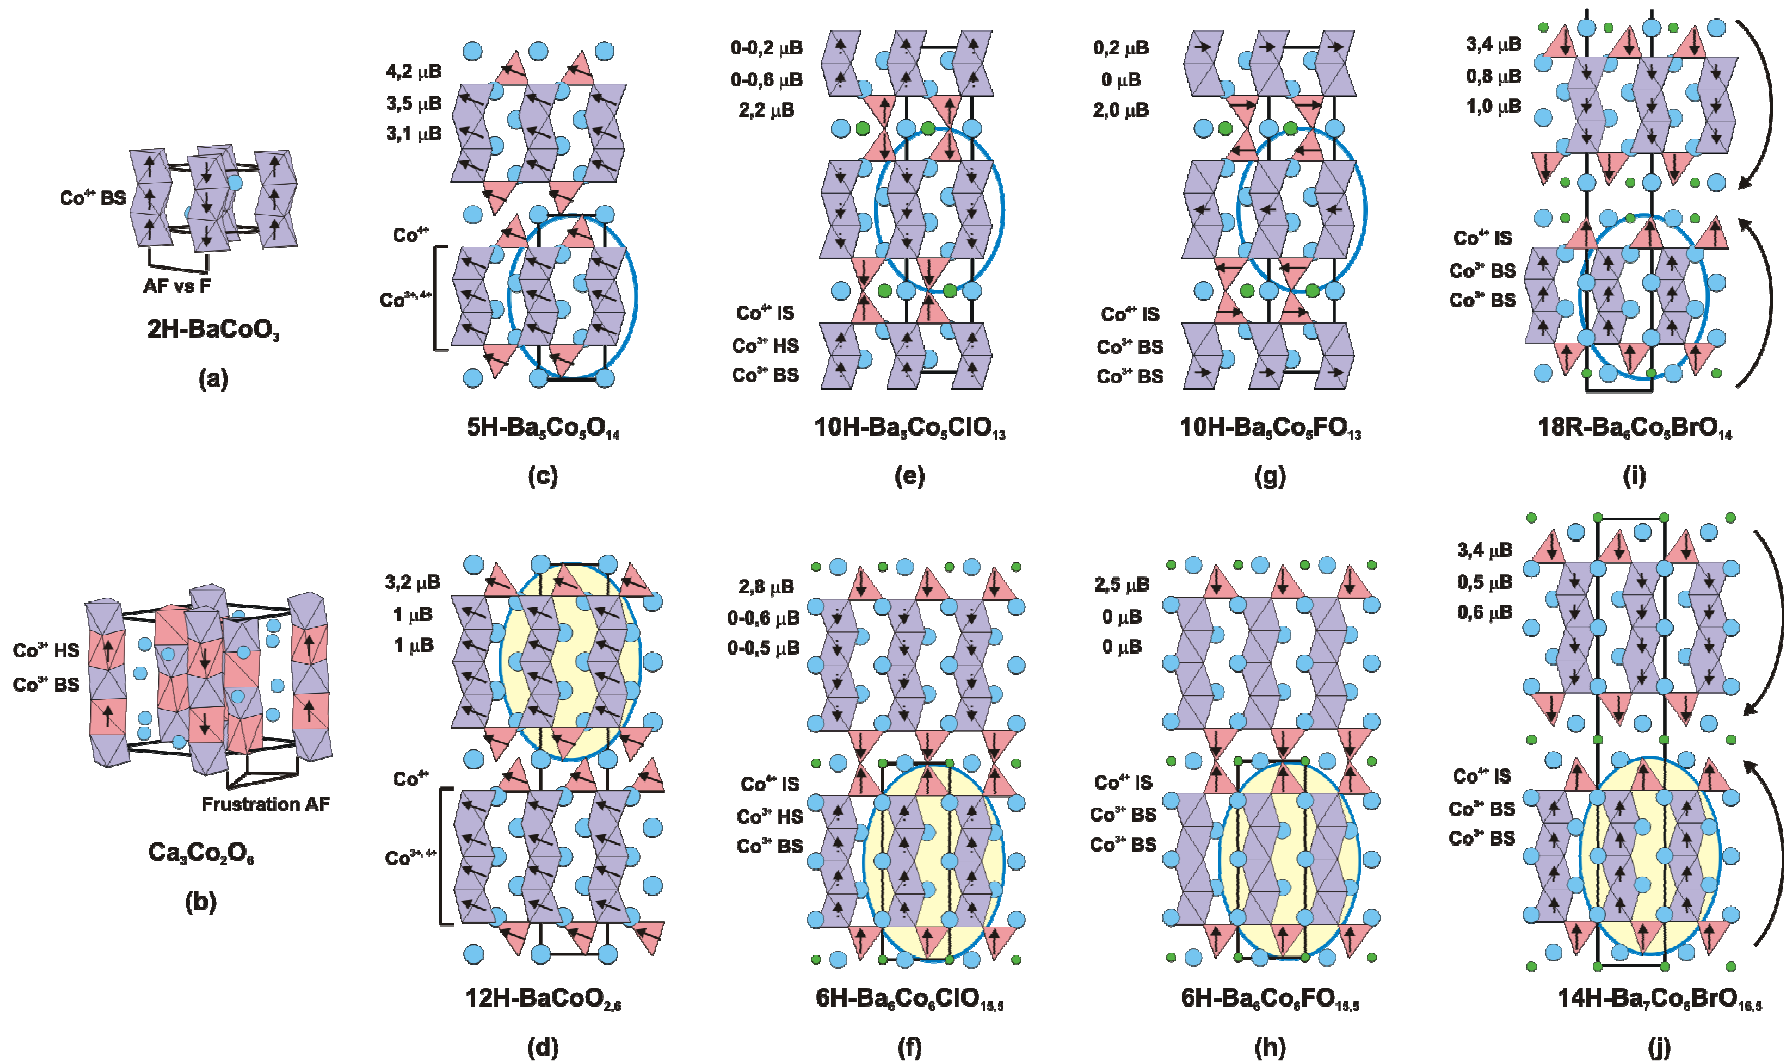 Co⁴⁺ BS
AF vs F
2H-BaCoO₃
(a)
4,2 µB
3,5 µB
3,1 µB
Co⁴⁺
Co³⁺,⁴⁺
5H-Ba₅Co₅O₁₄
(c)
0-0,2 µB
0-0,6 µB
2,2 µB
Co⁴⁺ IS
Co³⁺ HS
Co³⁺ BS
10H-Ba₅Co₅ClO₁₃
(e)
0,2 µB
0 µB
2,0 µB
Co⁴⁺ IS
Co³⁺ BS
Co³⁺ BS
10H-Ba₅Co₅FO₁₃
(g)
3,4 µB
0,8 µB
1,0 µB
Co⁴⁺ IS
Co³⁺ BS
Co³⁺ BS
18R-Ba₆Co₅BrO₁₄
(i)
Co³⁺ HS
Co³⁺ BS
Frustration AF
Ca₃Co₂O₆
(b)
3,2 µB
1 µB
1 µB
Co⁴⁺
Co³⁺,⁴⁺
12H-BaCoO₂,₆
(d)
2,8 µB
0-0,6 µB
0-0,5 µB
Co⁴⁺ IS
Co³⁺ HS
Co³⁺ BS
6H-Ba₆Co₆ClO₁₅,₅
(f)
2,5 µB
0 µB
0 µB
Co⁴⁺ IS
Co³⁺ BS
Co³⁺ BS
6H-Ba₆Co₆FO₁₅,₅
(h)
3,4 µB
0,5 µB
0,6 µB
Co⁴⁺ IS
Co³⁺ BS
Co³⁺ BS
14H-Ba₇Co₆BrO₁₆,₅
(j)